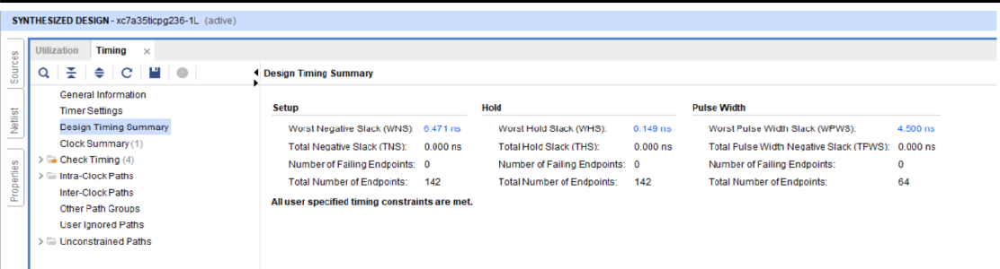 SYNTHESIZED DESIGN - xc7a35ticpg236-1L (active)
Sources
Netlist
Properties
Utilization Timing ×
General Information
Timer Settings
Design Timing Summary
Clock Summary (1)
Check Timing (4)
Intra-Clock Paths
Inter-Clock Paths
Other Path Groups
User Ignored Paths
Unconstrained Paths
Design Timing Summary
Setup Hold Pulse Width
Worst Negative Slack (WNS): 6.471 ns Worst Hold Slack (WHS): 0.149 ns Worst Pulse Width Slack (WPWS): 4.500 ns
Total Negative Slack (TNS): 0.000 ns Total Hold Slack (THS): 0.000 ns Total Pulse Width Negative Slack (TPWS): 0.000 ns
Number of Failing Endpoints: 0 Number of Failing Endpoints: 0 Number of Failing Endpoints: 0
Total Number of Endpoints: 142 Total Number of Endpoints: 142 Total Number of Endpoints: 64
All user specified timing constraints are met.